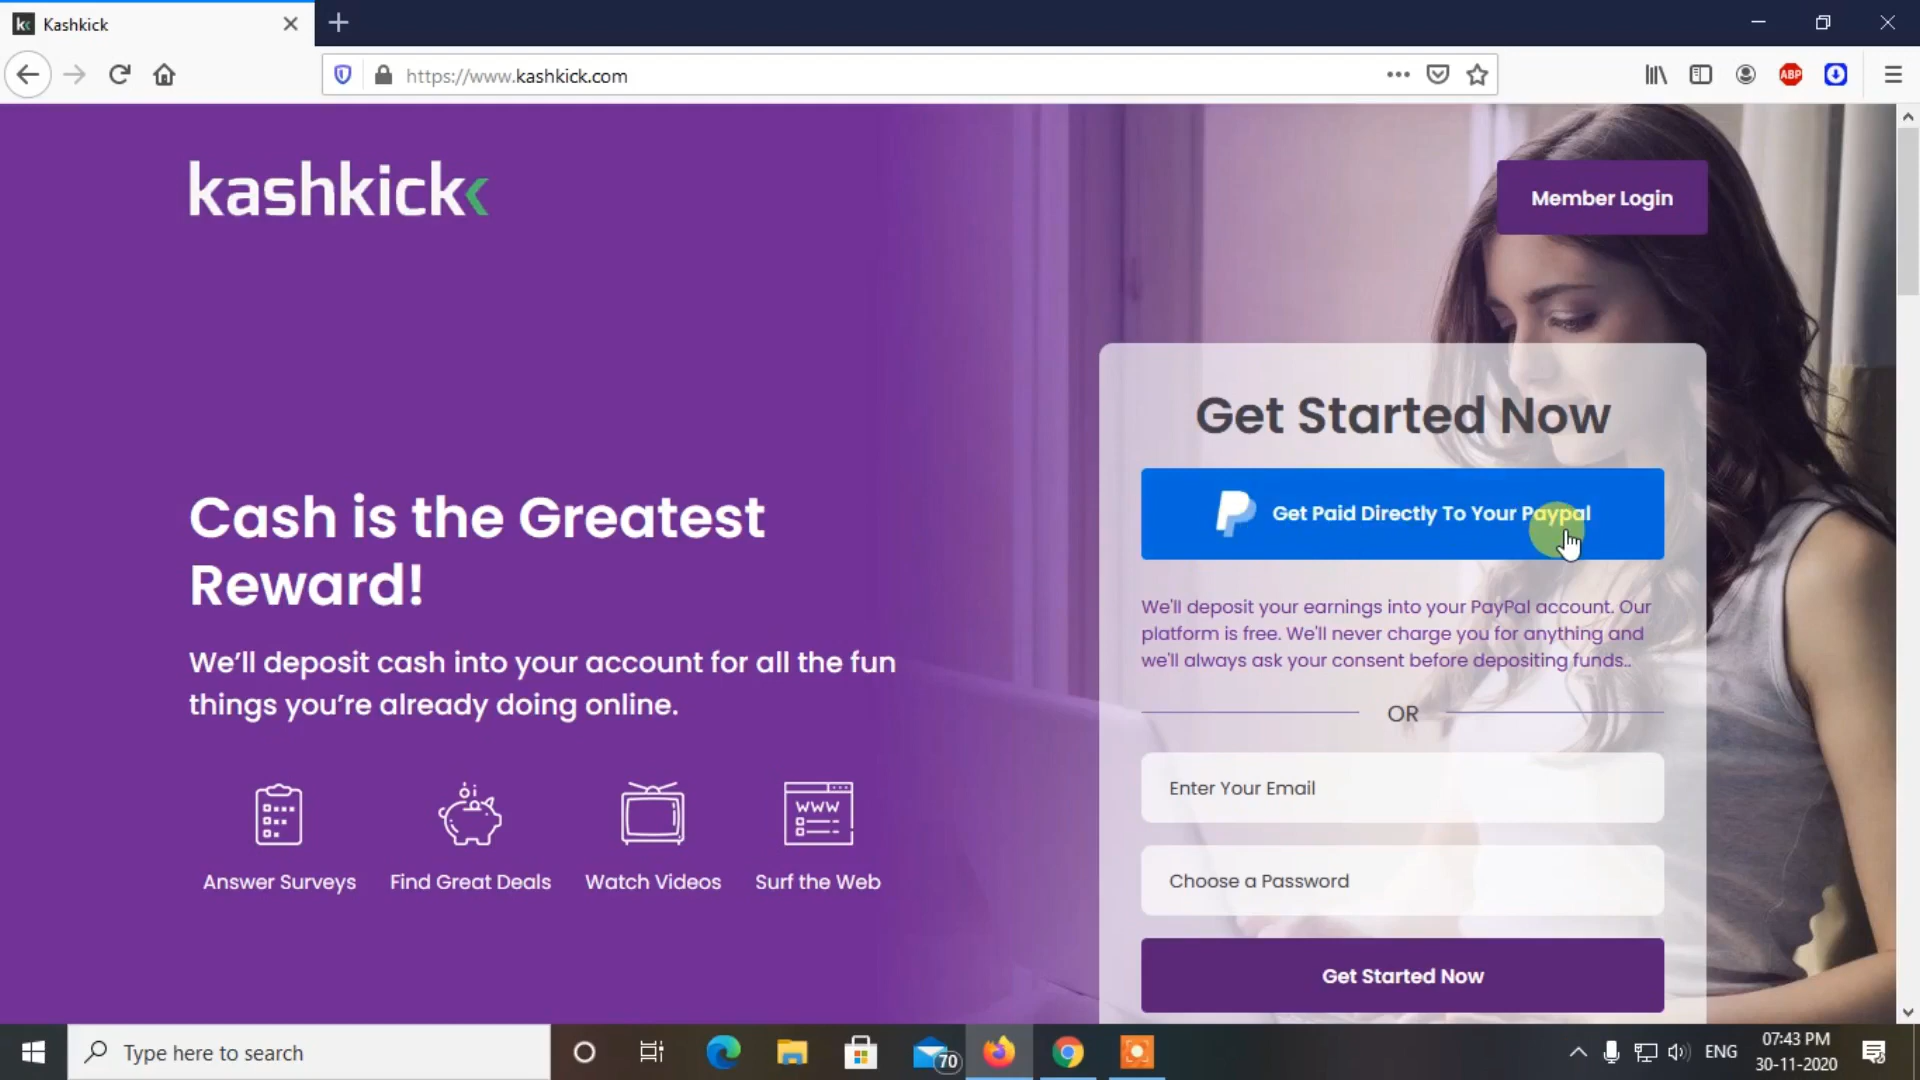 Kashkick
https://www.kashkick.com
ABP
kashkick
Member Login
Get Started Now
Get Paid Directly To Your Paypal
Cash is the Greatest
Reward!
We'll deposit your earnings into your PayPal account. Our
platform is free. We'll never charge you for anything and
we'll always ask your consent before depositing funds..
We’ll deposit cash into your account for all the fun
things you’re already doing online.
OR
Enter Your Email
WWW
Answer Surveys
Find Great Deals
Watch Videos
Surf the Web
Choose a Password
Get Started Now
Type here to search
70
ENG
07:43 PM
30-11-2020